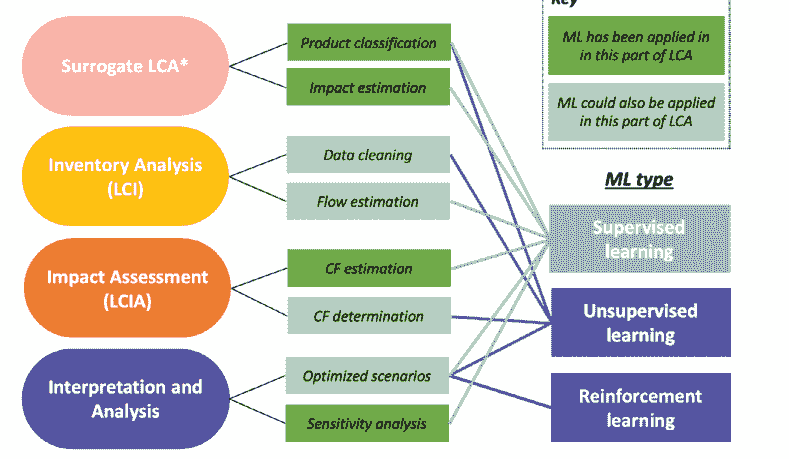 Key
Surrogate LCA*
Product classification
Impact estimation
ML has been applied in
in this part of LCA
ML could also be applied
in this part of LCA
Inventory Analysis
(LCI)
Data cleaning
Flow estimation
ML type
Supervised
learning
Impact Assessment
(LCIA)
CF estimation
CF determination
Unsupervised
learning
Interpretation and
Analysis
Optimized scenarios
Sensitivity analysis
Reinforcement
learning